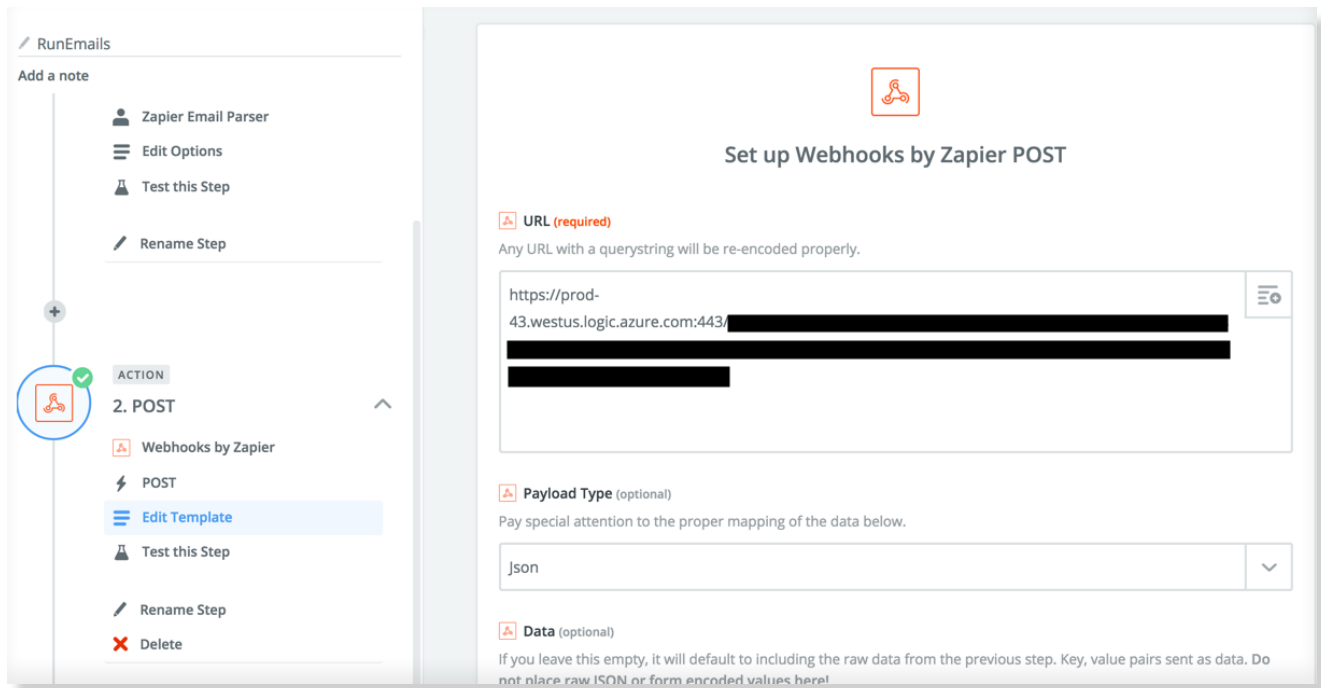 RunEmails
Add a note
Zapier Email Parser
Edit Options
Test this Step
Rename Step
ACTION
2. POST
Webhooks by Zapier
POST
Edit Template
Test this Step
Rename Step
Delete
Set up Webhooks by Zapier POST
URL (required)
Any URL with a querystring will be re-encoded properly.
https://prod-
43.westus.logic.azure.com:443/
Payload Type (optional)
Pay special attention to the proper mapping of the data below.
Json
Data (optional)
If you leave this empty, it will default to including the raw data from the previous step. Key, value pairs sent as data. Do
not place raw JSON or form encoded values here!